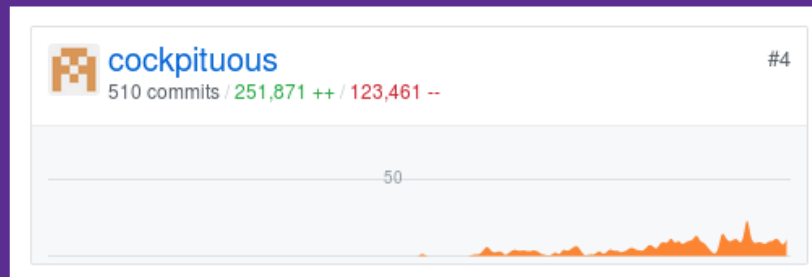 cockpituous
#4
510 commits / 251,871 ++ / 123,461 --
50